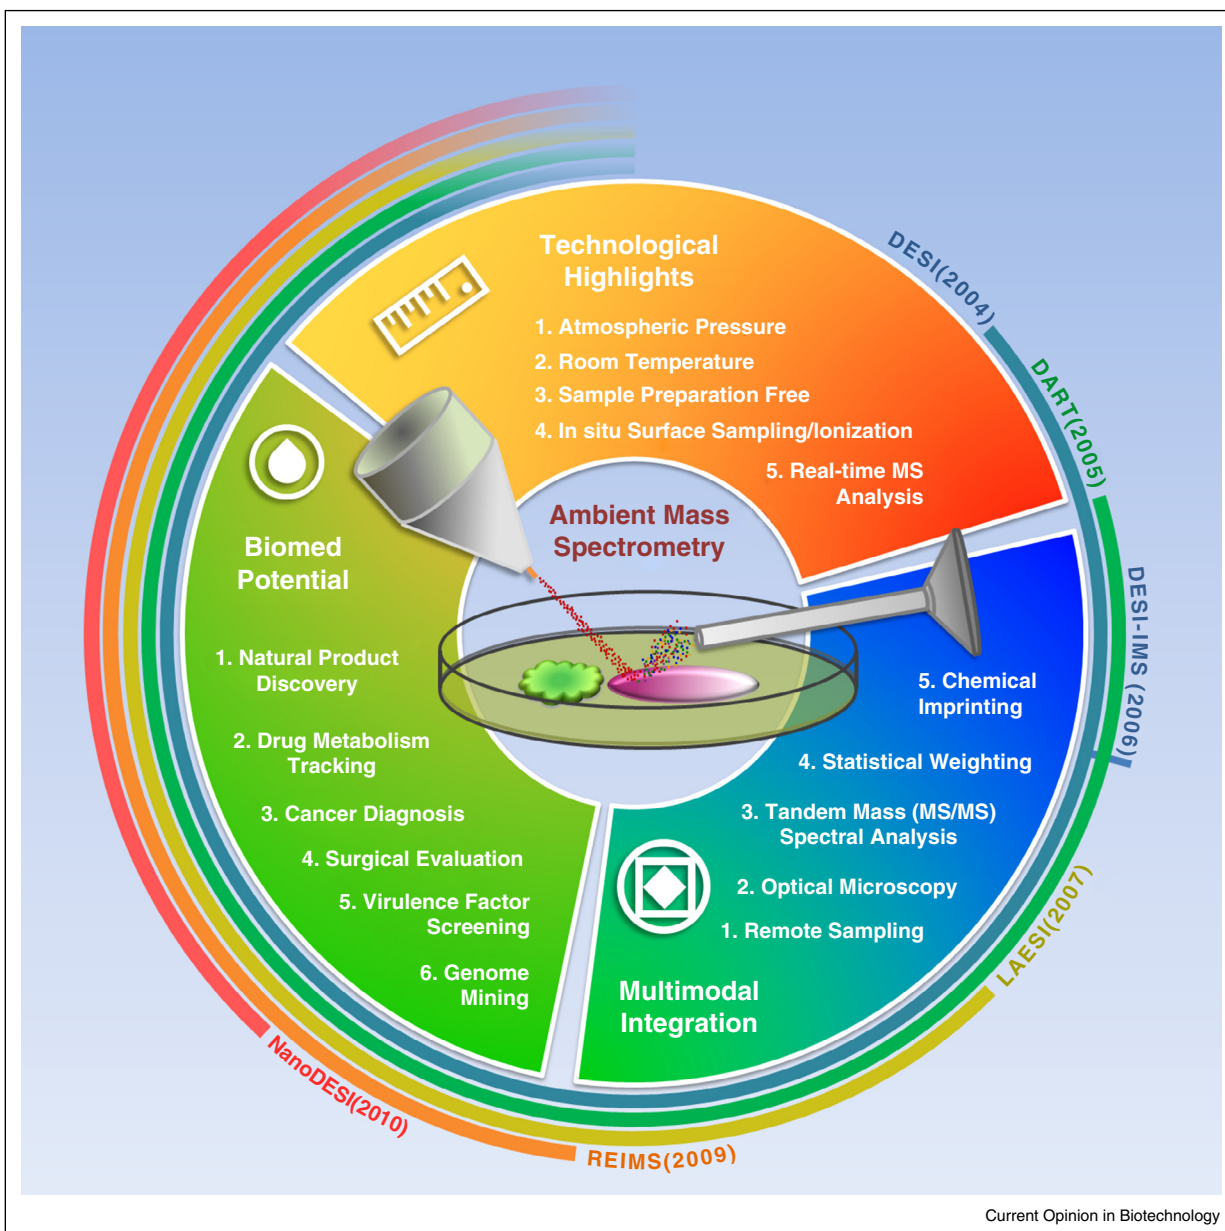 Technological
Highlights
1. Atmospheric Pressure
2. Room Temperature
3. Sample Preparation Free
4. In situ Surface Sampling/Ionization
5. Real-time MS
Analysis
Ambient Mass
Spectrometry
Biomed
Potential
1. Natural Product
Discovery
2. Drug Metabolism
Tracking
3. Cancer Diagnosis
4. Surgical Evaluation
5. Virulence Factor
Screening
6. Genome
Mining
5. Chemical
Imprinting
4. Statistical Weighting
3. Tandem Mass (MS/MS)
Spectral Analysis
2. Optical Microscopy
1. Remote Sampling
Multimodal
Integration
DESI(2004)
DART(2005)
DESI-IMS (2006)
LAESI(2007)
REIMS(2009)
NanoDESI(2010)
Current Opinion in Biotechnology